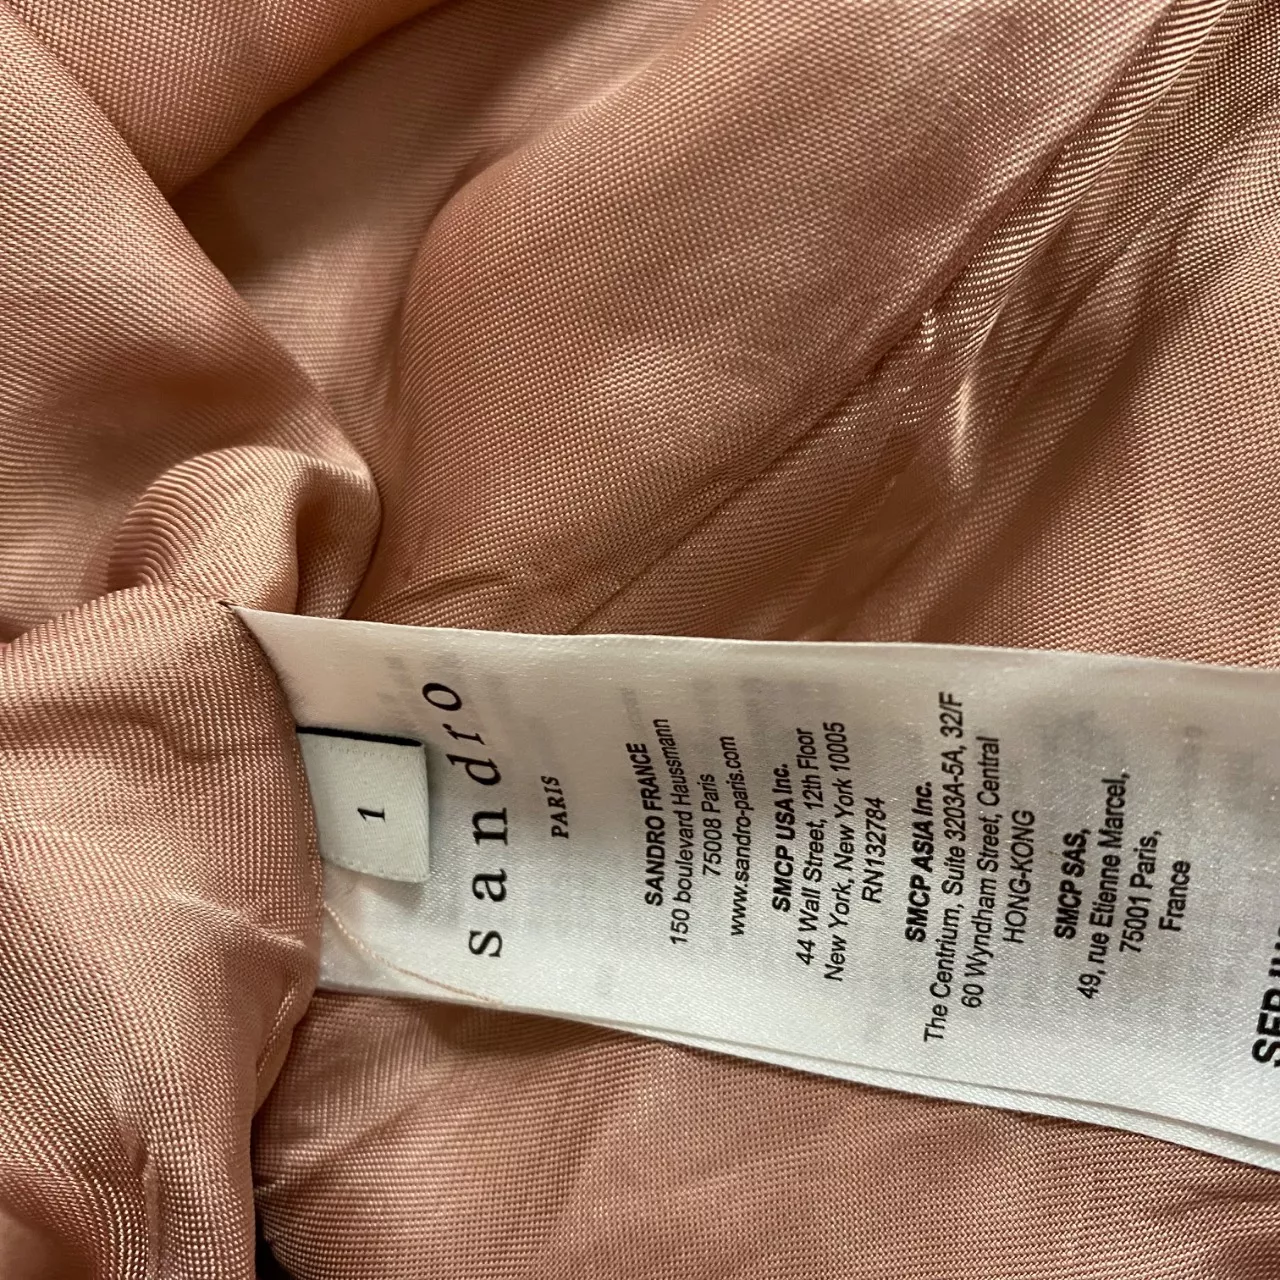 1
sandro
PARIS
SANDRO FRANCE
150 boulevard Haussmann
75008 Paris
www.sandro-paris.com
SMCP USA Inc.
44 Wall Street, 12th Floor
New York, New York 10005
RN132784
SMCP ASIA Inc.
The Centrium, Suite 3203A-5A, 32/F
60 Wyndham Street, Central
HONG-KONG
SMCP SAS,
49, rue Etienne Marcel,
75001 Paris,
France